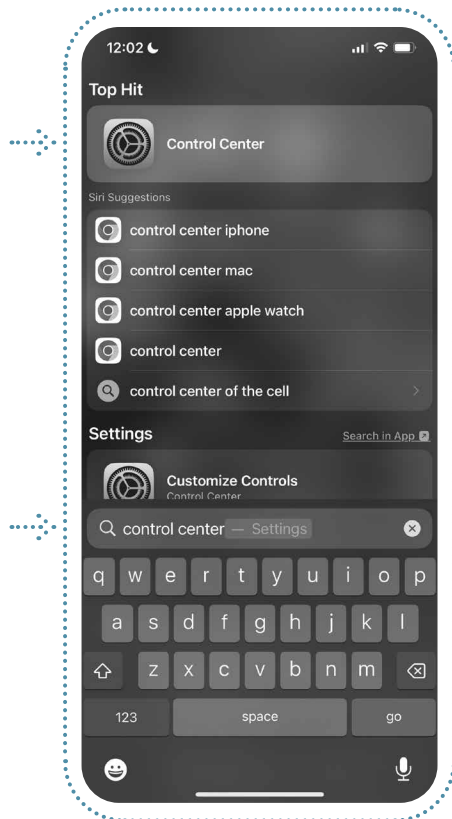 12:02
Top Hit
Control Center
Siri Suggestions
control center iphone
control center mac
control center apple watch
control center
control center of the cell
Settings
Search in App
Customize Controls
Control Center
control center — Settings
q w e r t y u i o p
a s d f g h j k l
z x c v b n m
123 space go